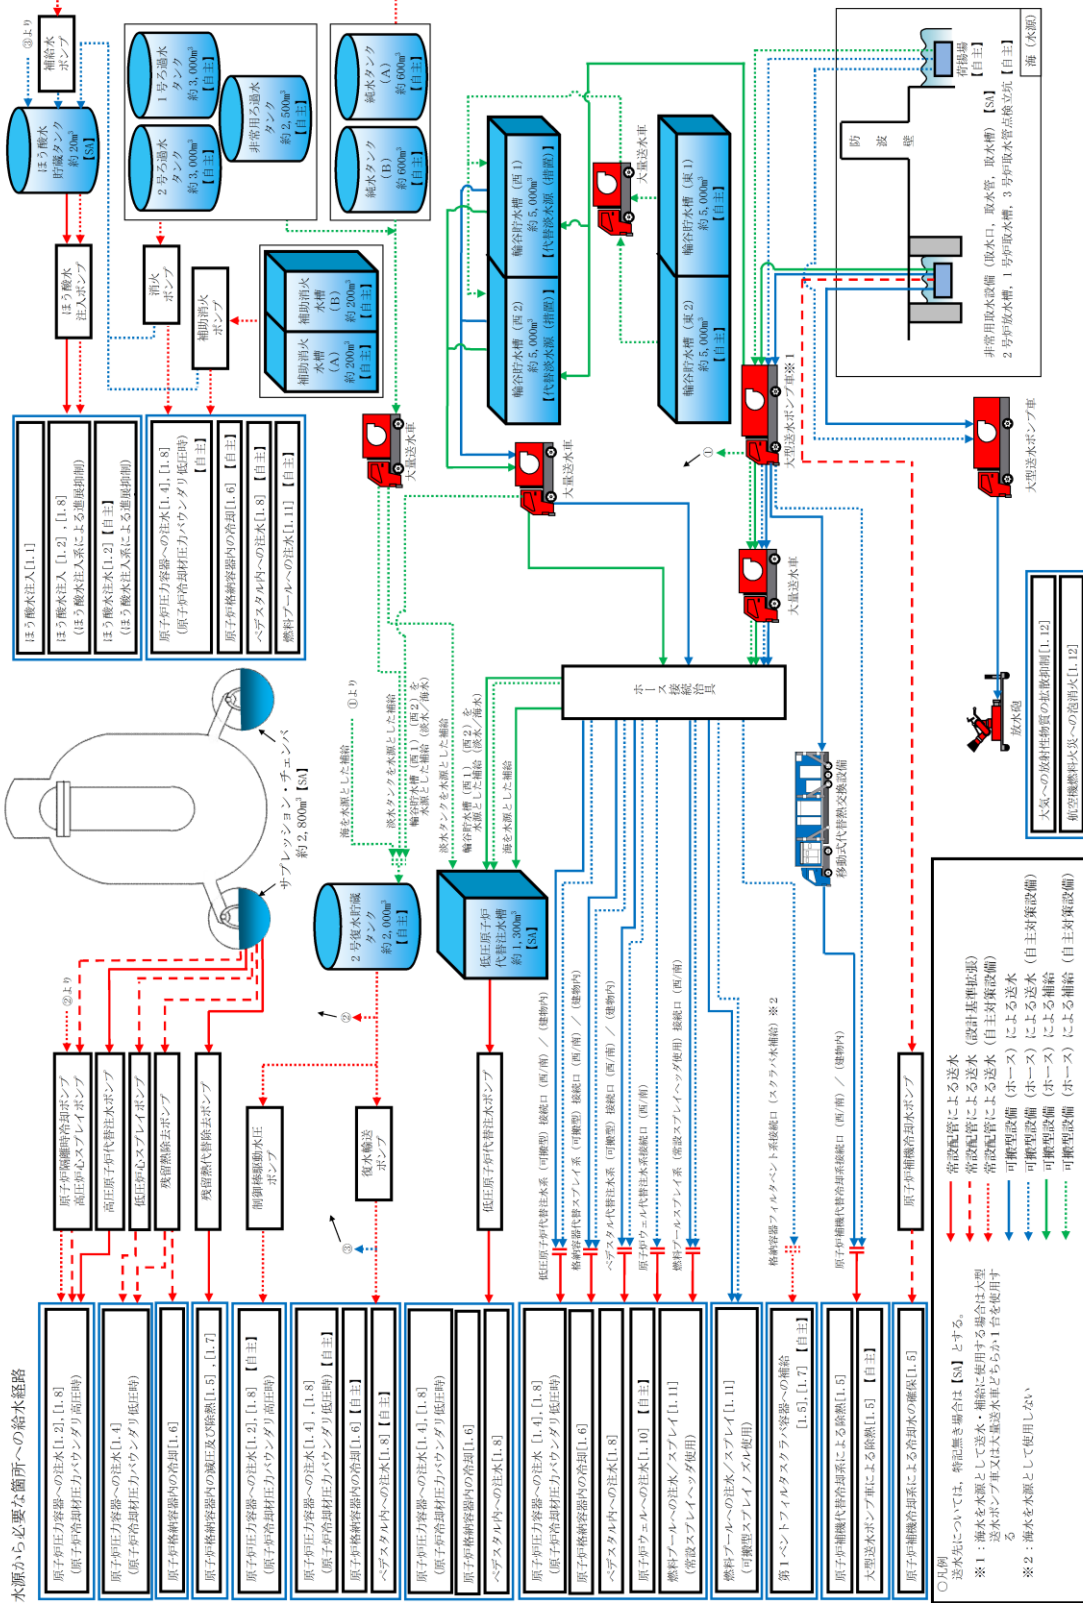 水源から必要な箇所への給水経路
原子炉圧力容器への注水[1.2], [1.8]
(原子炉冷却材圧力バウンダリ高圧時)
原子炉圧力容器への注水[1.4]
(原子炉冷却材圧力バウンダリ低圧時)
原子炉格納容器内の冷却[1.6]
原子炉格納容器内の減圧及び除熱[1.5], [1.7]
原子炉圧力容器への注水[1.2], [1.8] 【自主】
(原子炉冷却材圧力バウンダリ高圧時)
原子炉圧力容器への注水[1.4], [1.8]
(原子炉冷却材圧力バウンダリ低圧時)【自主】
原子炉格納容器内の冷却[1.6]【自主】
ペデスタル内への注水[1.8]【自主】
原子炉圧力容器への注水[1.4], [1.8]
(原子炉冷却材圧力バウンダリ低圧時)
原子炉格納容器内の冷却[1.6]
ペデスタル内への注水[1.8]
原子炉圧力容器への注水 [1.4], [1.8]
(原子炉冷却材圧力バウンダリ低圧時)
原子炉格納容器内の冷却[1.6]
ペデスタル内への注水[1.8]
原子炉ウェルへの注水[1.10]【自主】
燃料プールへの注水/スプレイ[1.11]
(常設スプレイヘッダ使用)
燃料プールへの注水/スプレイ[1.11]
(可搬型スプレイノズル使用)
第1ベントフィルタスクラバ容器への補給
[1.5], [1.7]【自主】
原子炉補機代替冷却系による除熱[1.5]
大型送水ポンプ車による除熱[1.5]【自主】
原子炉補機冷却系による冷却水の確保[1.5]
②より
原子炉隔離時冷却ポンプ
高圧炉心スプレイポンプ
高圧原子炉代替注水ポンプ
低圧炉心スプレイポンプ
残留熱除去ポンプ
残留熱代替除去ポンプ
制御棒駆動水圧
ポンプ
②
復水輸送
ポンプ
③
低圧原子炉代替注水ポンプ
低圧原子炉代替注水系(可搬型)接続口(西/南)/(建物内)
格納容器代替スプレイ系(可搬型)接続口(西/南)/(建物内)
ペデスタル代替注水系(可搬型)接続口(西/南)/(建物内)
原子炉ウェル代替注水系接続口(西/南)
燃料プールスプレイ系(常設スプレイヘッダ使用)接続口(西/南)
格納容器フィルタベント系接続口(スクラバ水補給)※2
原子炉補機代替冷却系接続口(西/南)/(建物内)
原子炉補機冷却水ポンプ
サプレッション・チェンバ
約2,800m³【SA】
2号復水貯蔵
タンク
約2,000m³
【自主】
低圧原子炉
代替注水槽
約1,300m³
【SA】
海を水源とした補給
①より
淡水タンクを水源とした補給
輪谷貯水槽(西1)(西2)を
水源とした補給(淡水/海水)
淡水タンクを水源とした補給
輪谷貯水槽(西1)(西2)を
水源とした補給(淡水/海水)
海を水源とした補給
ホース接続治具
移動式代替熱交換設備
ほう酸水注入[1.1]
ほう酸水注入 [1.2], [1.8]
(ほう酸水注入系による進展抑制)
ほう酸水注水[1.2]【自主】
(ほう酸水注入系による進展抑制)
原子炉圧力容器への注水[1.4], [1.8]
(原子炉冷却材圧力バウンダリ低圧時)
【自主】
原子炉格納容器内の冷却[1.6]【自主】
ペデスタル内への注水[1.8]【自主】
燃料プールへの注水[1.11]【自主】
③より
補給水
ポンプ
ほう酸水
貯蔵タンク
約20m³
【SA】
ほう酸水
注入ポンプ
消火
ポンプ
補助消火
ポンプ
1号ろ過水
タンク
約3,000m³
【自主】
2号ろ過水
タンク
約3,000m³
【自主】
非常用ろ過水
タンク
約2,500m³
【自主】
補助消火
水槽
(A)
約200m³
【自主】
補助消火
水槽
(B)
約200m³
【自主】
純水タンク
(A)
約600m³
【自主】
純水タンク
(B)
約600m³
【自主】
大量送水車
大量送水車
輪谷貯水槽(西1)
約5,000m³
【代替淡水源(措置)】
輪谷貯水槽(西2)
約5,000m³
【代替淡水源(措置)】
大量送水車
輪谷貯水槽(東1)
約5,000m³
【自主】
輪谷貯水槽(東2)
約5,000m³
【自主】
①
大型送水ポンプ車※1
大量送水車
防波壁
荷揚場
【自主】
非常用取水設備(取水口,取水管,取水槽)【SA】
2号炉放水槽,1号炉取水槽,3号炉取水管点検立坑【自主】
海(水源)
大型送水ポンプ車
放水砲
大気への放射性物質の拡散抑制[1.12]
航空機燃料火災への泡消火[1.12]
○凡例
送水先については,特記無き場合は【SA】とする。
※1:海水を水源として送水・補給に使用する場合は大型
送水ポンプ車又は大量送水車どちらか1台を使用す
る
※2:海水を水源として使用しない
常設配管による送水
常設配管による送水(設計基準拡張)
常設配管による送水(自主対策設備)
可搬型設備(ホース)による送水
可搬型設備(ホース)による送水(自主対策設備)
可搬型設備(ホース)による補給
可搬型設備(ホース)による補給(自主対策設備)